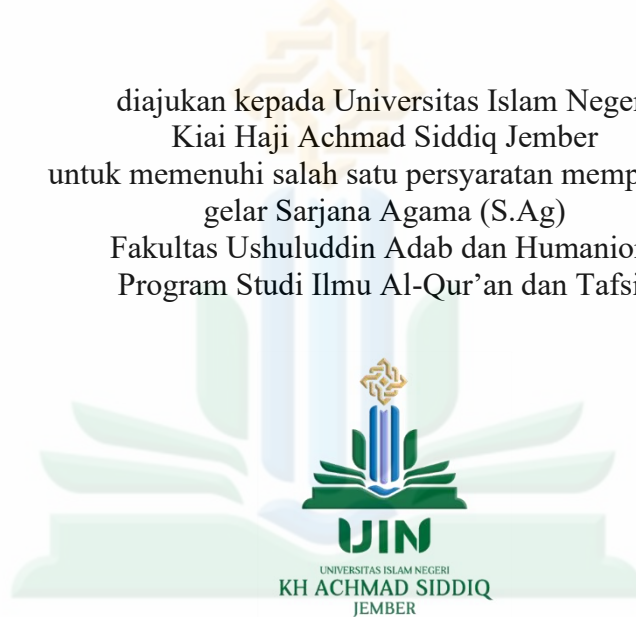 diajukan kepada Universitas Islam Neger
Kiai Haji Achmad Siddiq Jember
untuk memenuhi salah satu persyaratan memp
gelar Sarjana Agama (S.Ag)
Fakultas Ushuluddin Adab dan Humanio
Program Studi Ilmu Al-Qur’an dan Tafsi
UIN
UNIVERSITAS ISLAM NEGERI
KH ACHMAD SIDDIQ
JEMBER